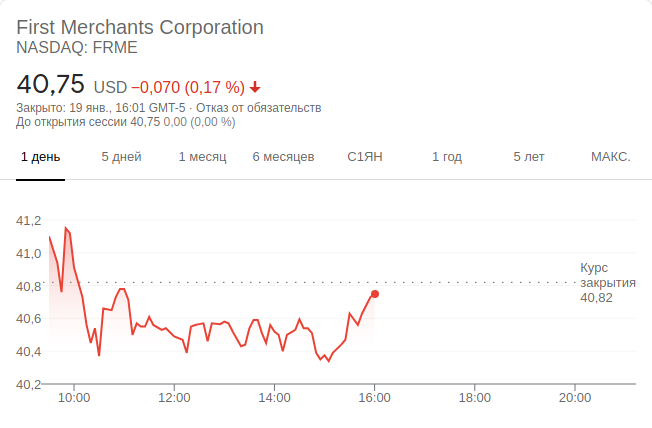 First Merchants Corporation
NASDAQ: FRME
40,75 USD −0,070 (0,17 %)
Закрыто: 19 янв., 16:01 GMT-5 · Отказ от обязательств
До открытия сессии 40,75 0,00 (0,00 %)
1 день 5 дней 1 месяц 6 месяцев С1ЯН 1 год 5 лет МАКС.
41,2
41,0
40,8
40,6
40,4
40,2
Курс
закрытия
40,82
10:00 12:00 14:00 16:00 18:00 20:00